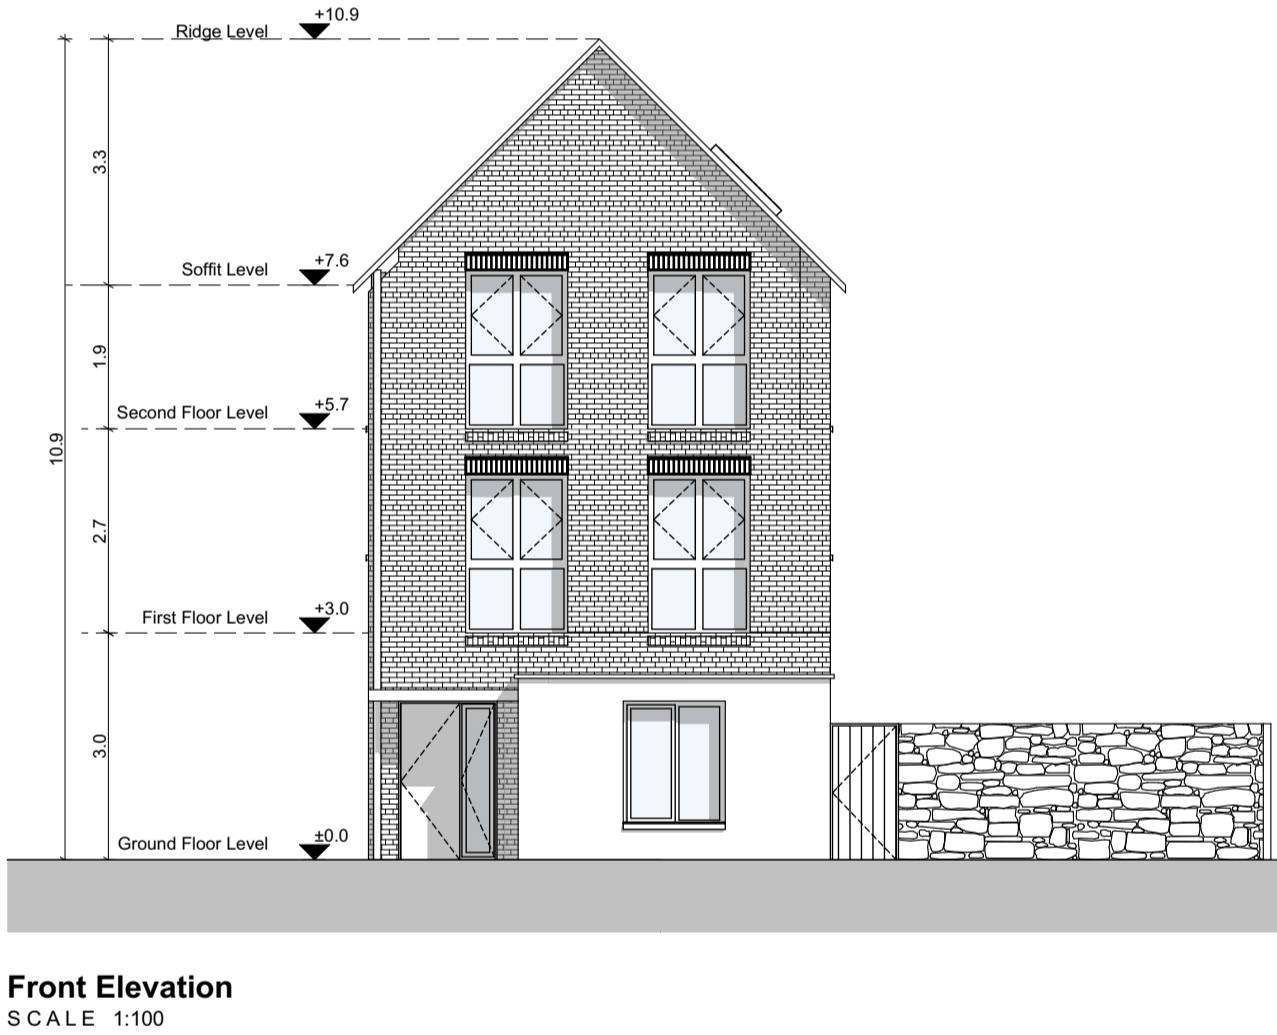 +10.9
Ridge Level
3.3
+7.6
Soffit Level
1.9
+5.7
Second Floor Level
10.9
2.7
+3.0
First Floor Level
3.0
±0.0
Ground Floor Level
Front Elevation
SCALE 1:100